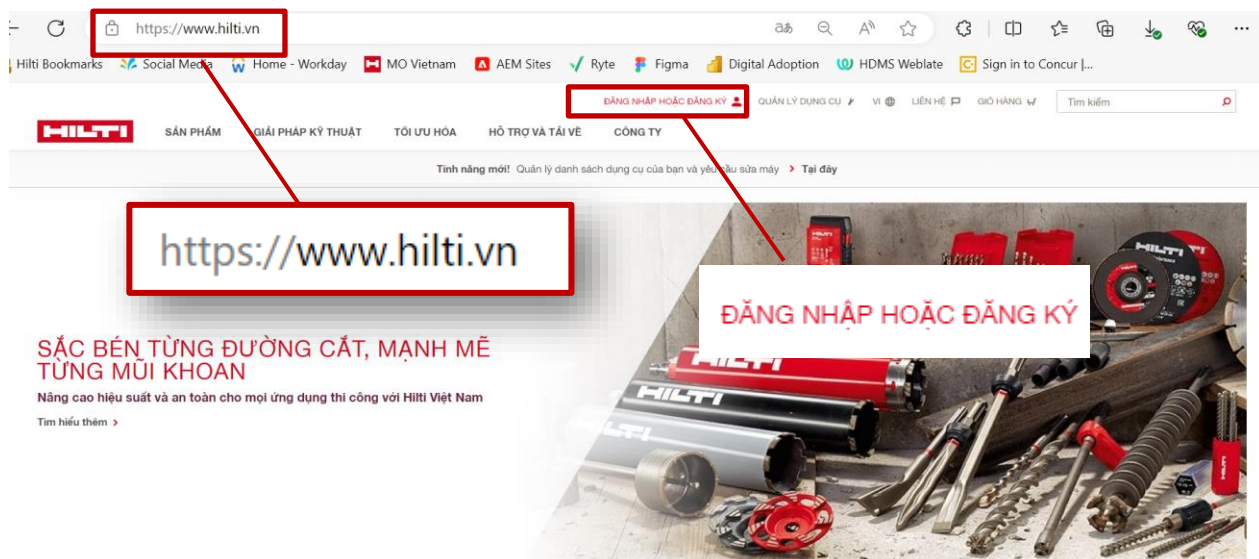 https://www.hilti.vn
Hilti Bookmarks Social Media Home - Workday MO Vietnam AEM Sites Ryte Figma Digital Adoption HDMS Weblate Sign in to Concur |...
ĐĂNG NHẬP HOẶC ĐĂNG KÝ QUẢN LÝ DỤNG CỤ VI LIÊN HỆ GIỎ HÀNG Tìm kiếm
HILTI SẢN PHẨM GIẢI PHÁP KỸ THUẬT TỐI ƯU HÓA HỖ TRỢ VÀ TẢI VỀ CÔNG TY
Tính năng mới! Quản lý danh sách dụng cụ của bạn và yêu cầu sửa máy > Tại đây
https://www.hilti.vn
ĐĂNG NHẬP HOẶC ĐĂNG KÝ
SẮC BÉN TỪNG ĐƯỜNG CẮT, MẠNH MẼ
TỪNG MŨI KHOAN
Nâng cao hiệu suất và an toàn cho mọi ứng dụng thi công với Hilti Việt Nam
Tìm hiểu thêm >
HILTI
HILTI
HILTI